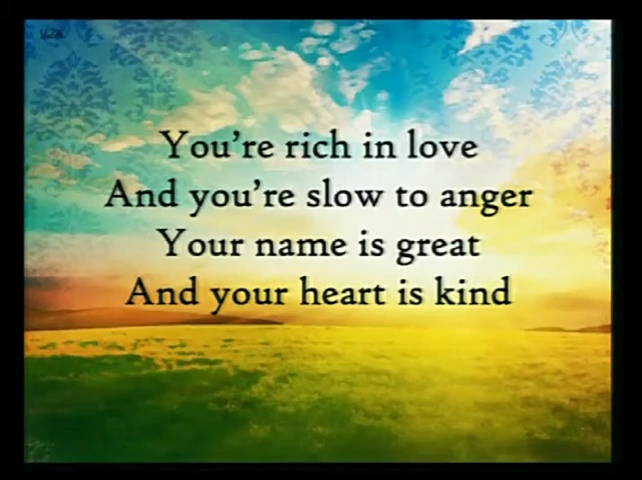 You're rich in love
And you're slow to anger
Your name is great
And your heart is kind